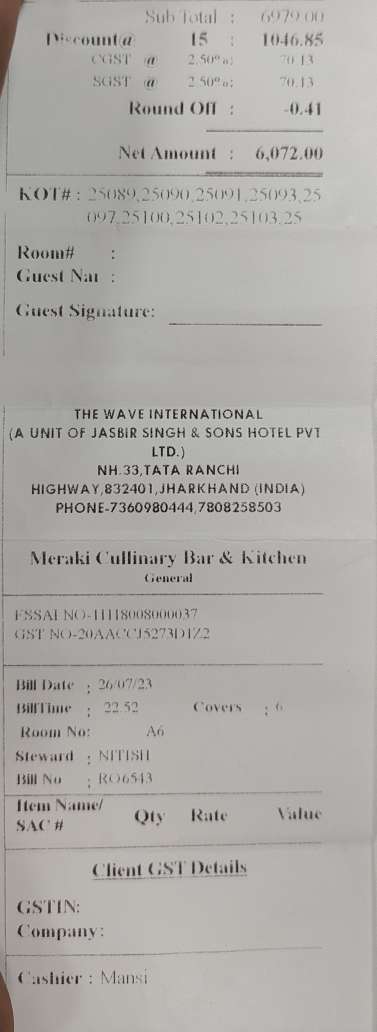 Sub Total : 6979.00
Discount@ 15 : 1046.85
CGST @ 2.50%: 70.13
SGST @ 2.50%: 70.13
Round Off : -0.41
Net Amount : 6,072.00
KOT# : 25089,25090,25091,25093,25
097,25100,25102,25103,25
Room# :
Guest Nar :
Guest Signature:
THE WAVE INTERNATIONAL
(A UNIT OF JASBIR SINGH & SONS HOTEL PVT
LTD.)
NH.33,TATA RANCHI
HIGHWAY,832401,JHARKHAND (INDIA)
PHONE-7360980444,7808258503
Meraki Cullinary Bar & Kitchen
General
FSSAI NO-11118008000037
GST NO-20AACCJ5273D1Z2
Bill Date : 26/07/23
BillTime : 22:52 Covers : 6
Room No: A6
Steward : NITISH
Bill No : RO6543
Item Name/
SAC # Qty Rate Value
Client GST Details
GSTIN:
Company:
Cashier : Mansi